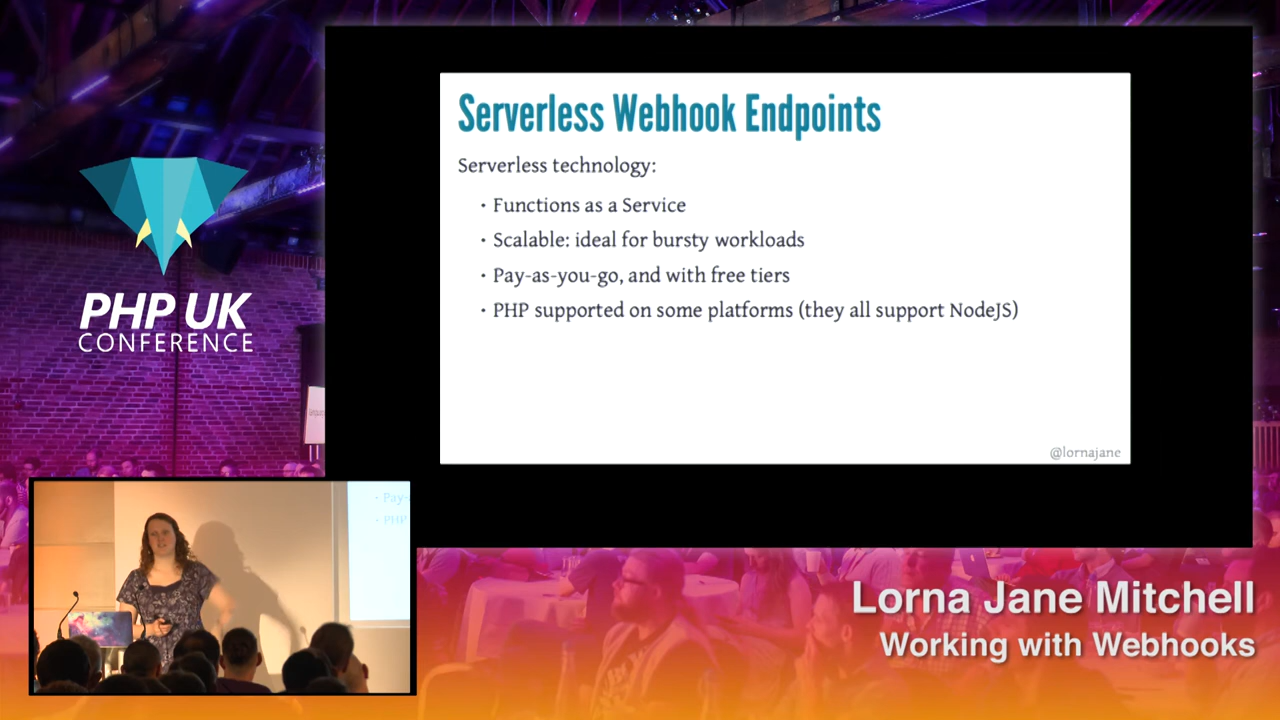 Serverless Webhook Endpoints
Serverless technology:
• Functions as a Service
• Scalable: ideal for bursty workloads
• Pay-as-you-go, and with free tiers
• PHP supported on some platforms (they all support NodeJS)
@lornajane
PHP UK
CONFERENCE
• Pay-
• PHP
Lorna Jane Mitchell
Working with Webhooks